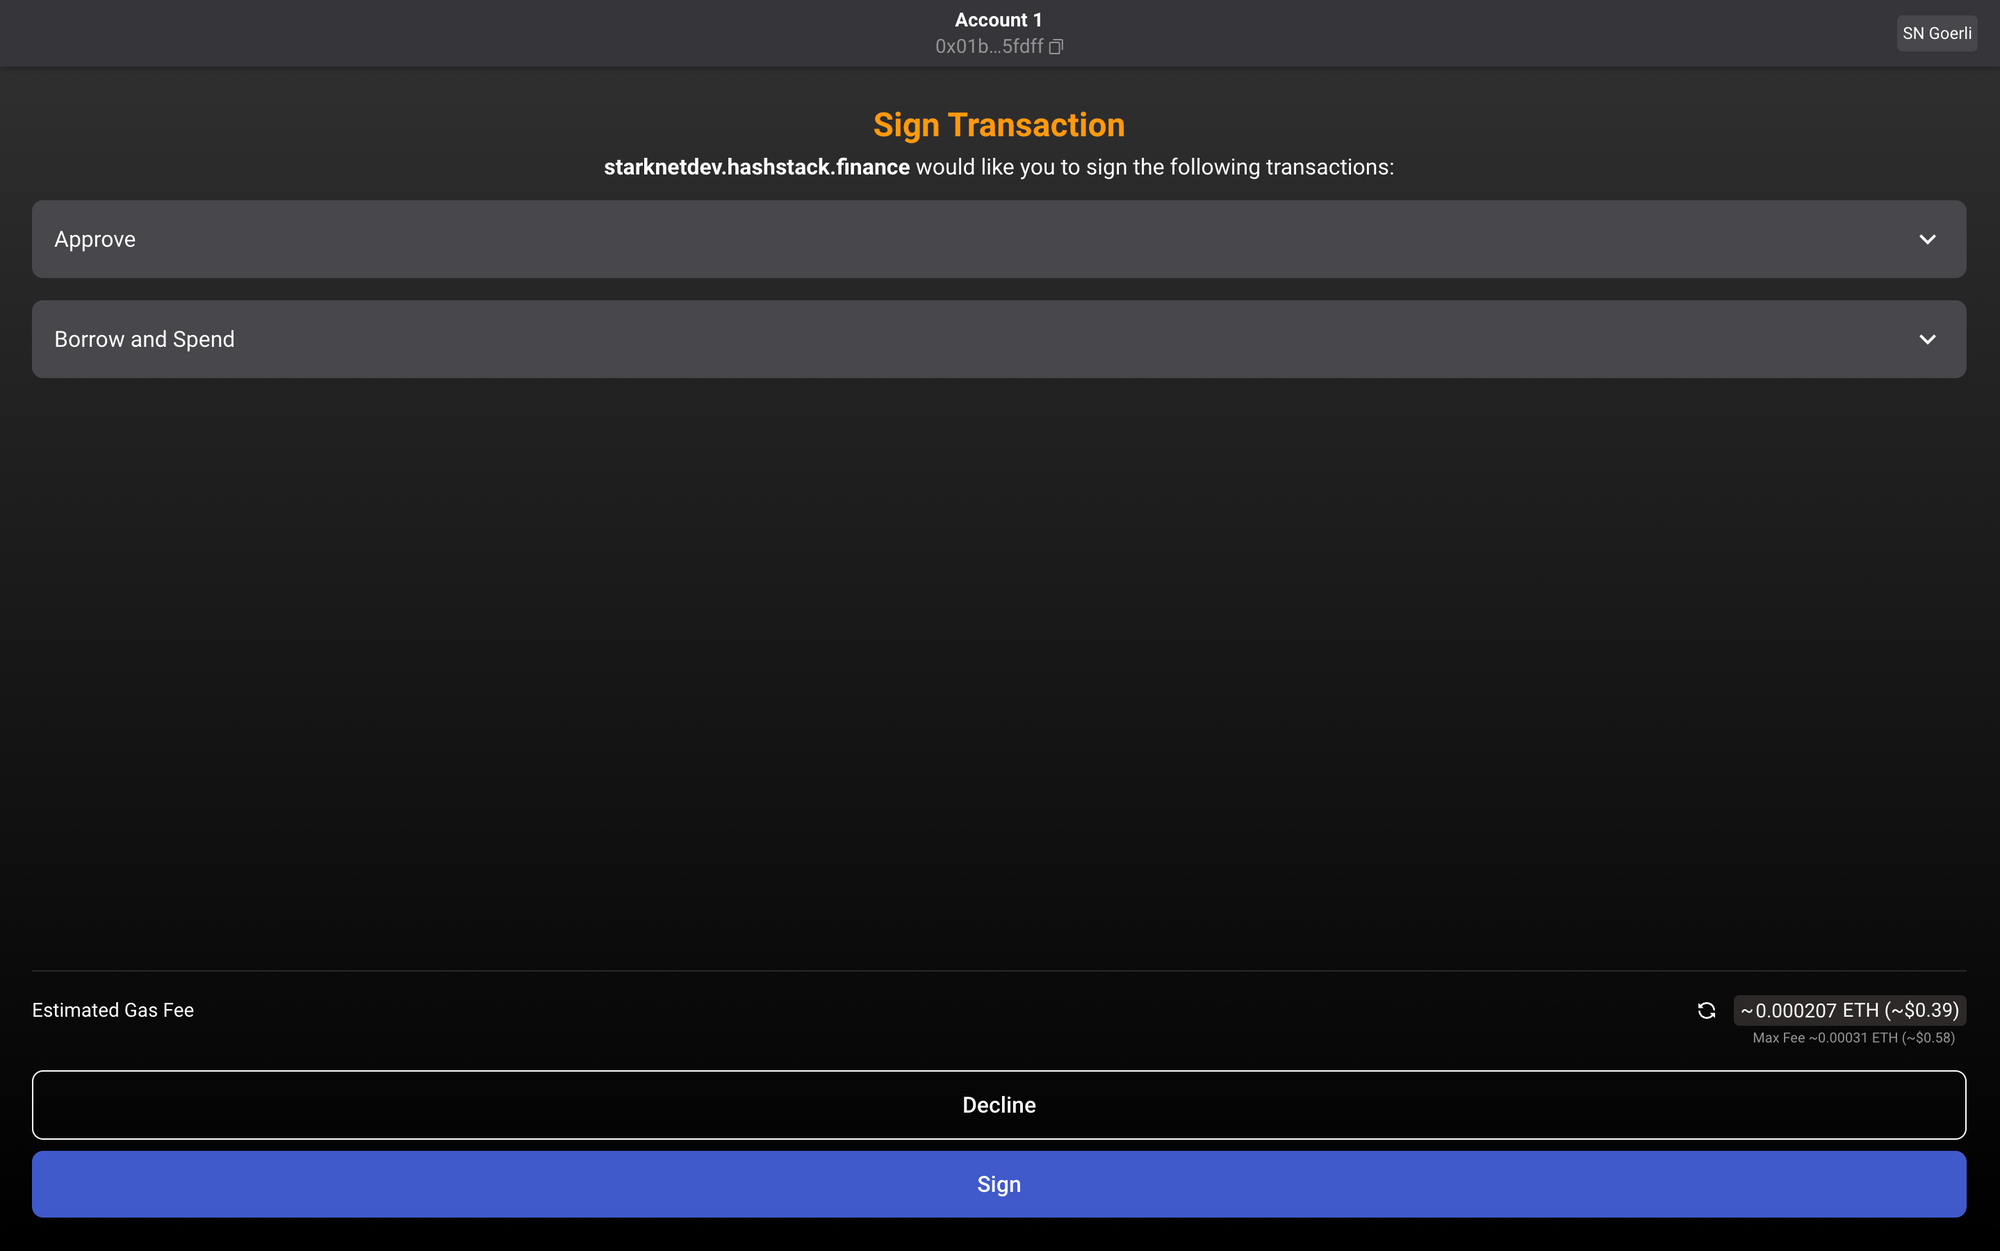 Account 1
0x01b...5fdff
SN Goerli
Sign Transaction
starknetdev.hashstack.finance would like you to sign the following transactions:
Approve
Borrow and Spend
Estimated Gas Fee
~0.000207 ETH (~$0.39)
Max Fee ~0.00031 ETH (~$0.58)
Decline
Sign